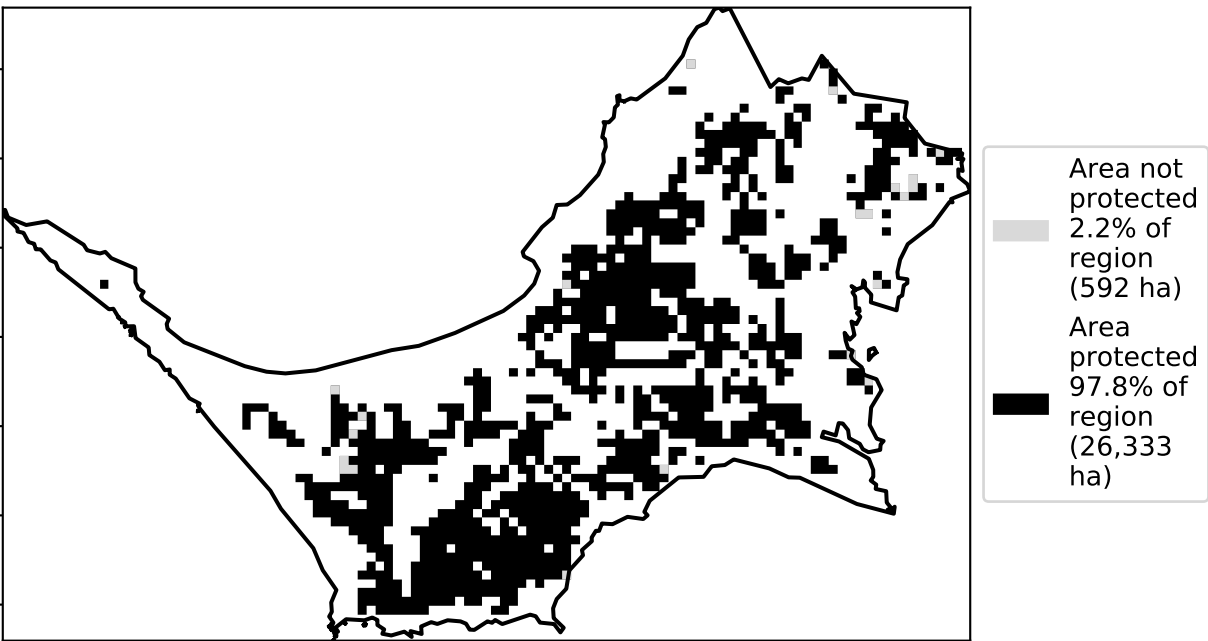 Area not
protected
2.2% of
region
(592 ha)
Area
protected
97.8% of
region
(26,333
ha)